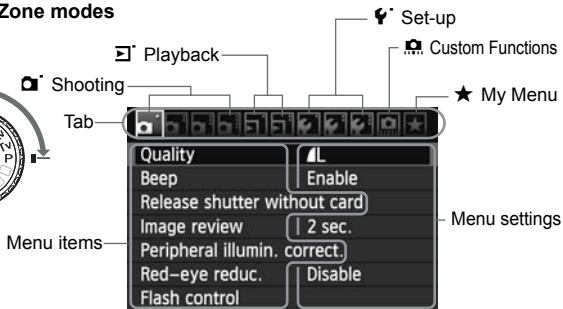 Zone modes
Set-up
Playback
Custom Functions
Shooting
My Menu
Tab
P
Quality L
Beep Enable
Release shutter without card
Image review 2 sec.
Menu settings
Menu items
Peripheral illumin. correct.
Red-eye reduc. Disable
Flash control